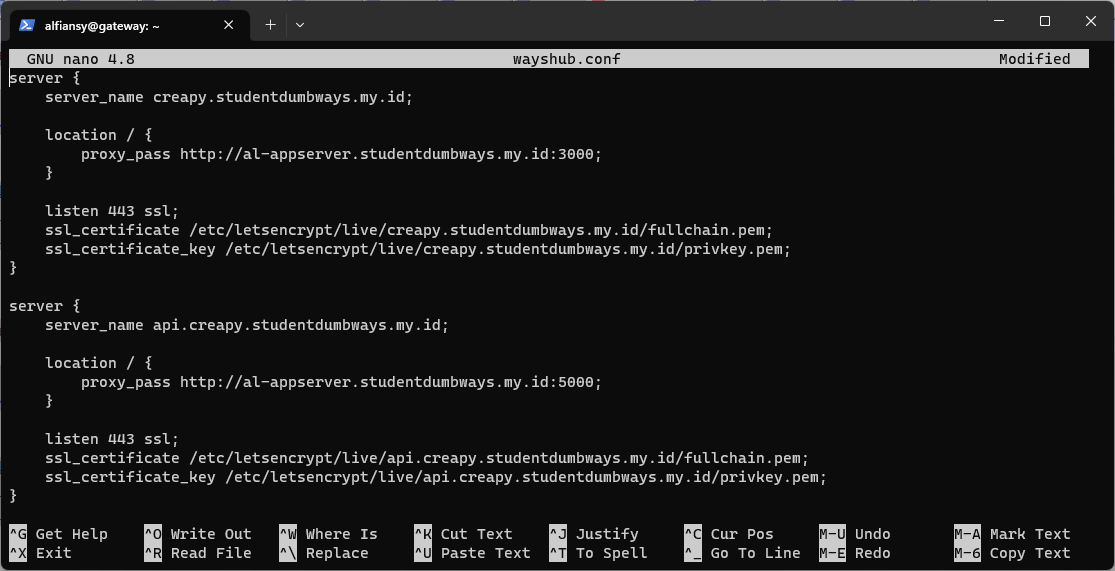 alfiansy@gateway: ~
GNU nano 4.8 wayshub.conf Modified
server {
    server_name creapy.studentdumbways.my.id;

    location / {
        proxy_pass http://al-appserver.studentdumbways.my.id:3000;
    }

    listen 443 ssl;
    ssl_certificate /etc/letsencrypt/live/creapy.studentdumbways.my.id/fullchain.pem;
    ssl_certificate_key /etc/letsencrypt/live/creapy.studentdumbways.my.id/privkey.pem;
}

server {
    server_name api.creapy.studentdumbways.my.id;

    location / {
        proxy_pass http://al-appserver.studentdumbways.my.id:5000;
    }

    listen 443 ssl;
    ssl_certificate /etc/letsencrypt/live/api.creapy.studentdumbways.my.id/fullchain.pem;
    ssl_certificate_key /etc/letsencrypt/live/api.creapy.studentdumbways.my.id/privkey.pem;
}

^G Get Help ^O Write Out ^W Where Is ^K Cut Text ^J Justify ^C Cur Pos M-U Undo M-A Mark Text
^X Exit ^R Read File ^\ Replace ^U Paste Text ^T To Spell ^_ Go To Line M-E Redo M-6 Copy Text